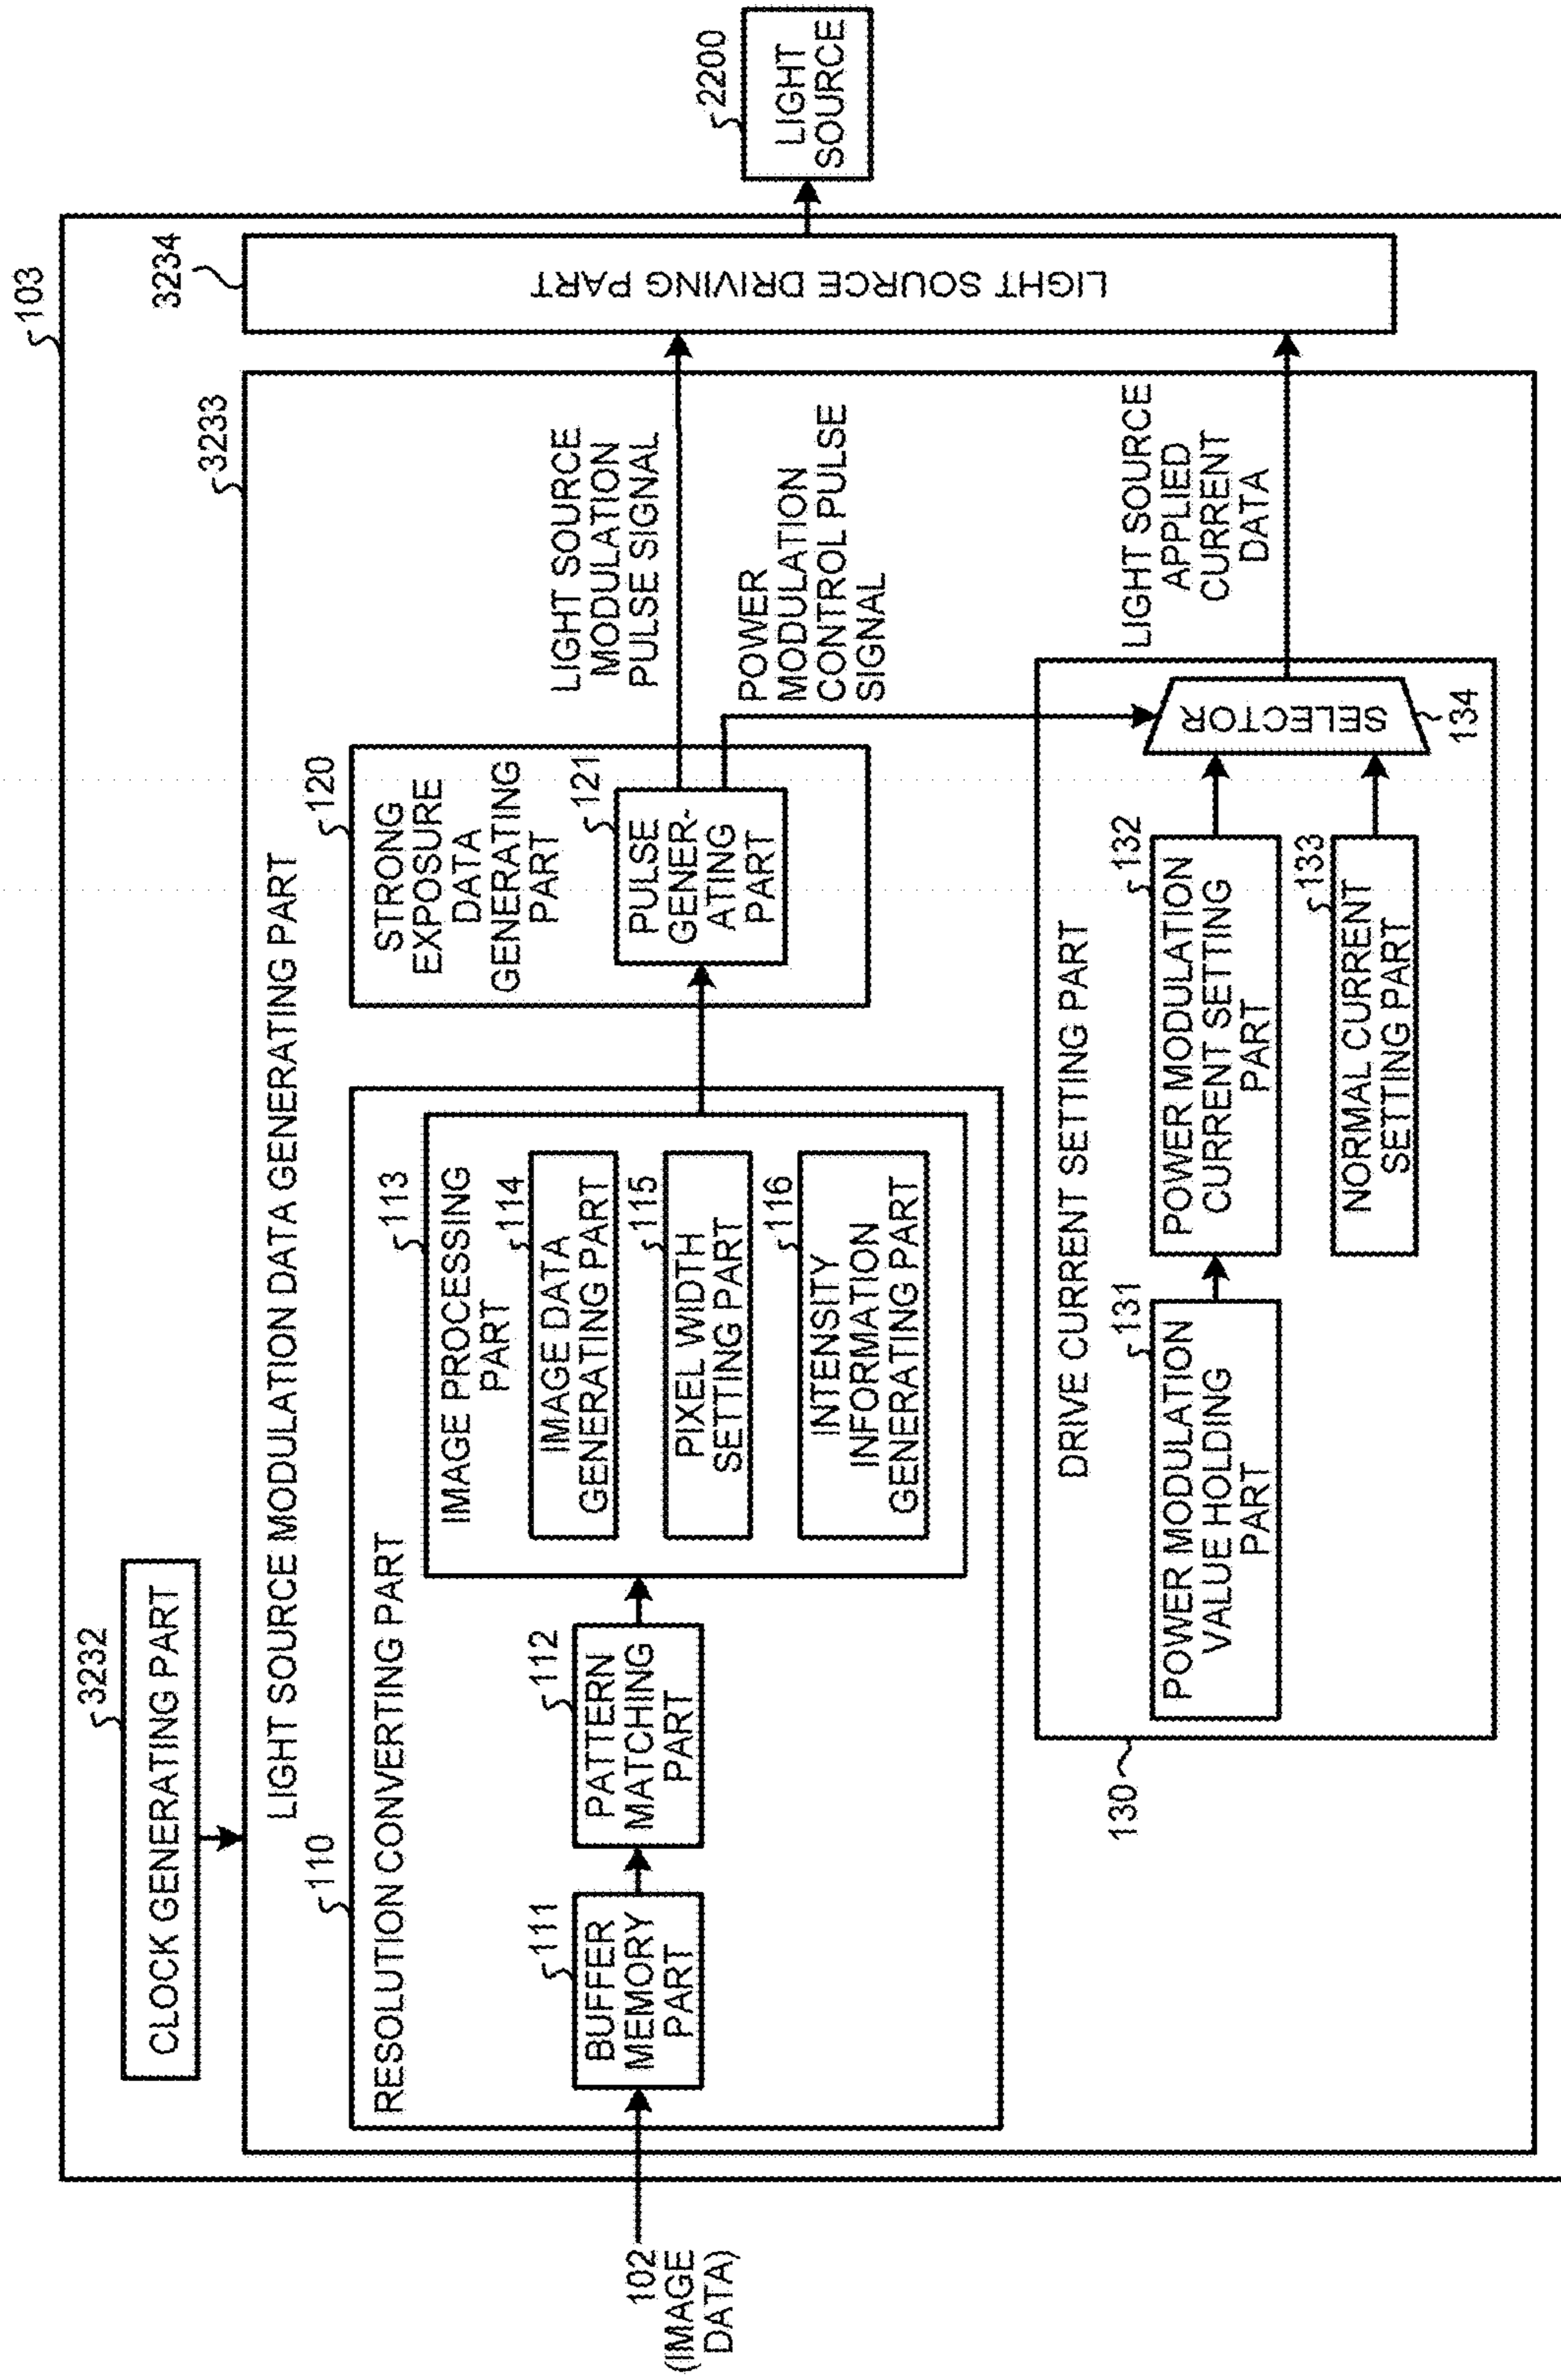 103
3232
CLOCK GENERATING PART
3233
3234
LIGHT SOURCE MODULATION DATA GENERATING PART
110
RESOLUTION CONVERTING PART
102
(IMAGE
DATA)
111
BUFFER
MEMORY
PART
112
PATTERN
MATCHING
PART
113
IMAGE PROCESSING
PART
114
IMAGE DATA
GENERATING PART
115
PIXEL WIDTH
SETTING PART
116
INTENSITY
INFORMATION
GENERATING PART
120
STRONG
EXPOSURE
DATA
GENERATING
PART
121
PULSE
GENER-
ATING
PART
LIGHT SOURCE
MODULATION
PULSE SIGNAL
POWER
MODULATION
CONTROL PULSE
SIGNAL
LIGHT SOURCE DRIVING PART
2200
LIGHT
SOURCE
130
DRIVE CURRENT SETTING PART
131
POWER MODULATION
VALUE HOLDING
PART
132
POWER MODULATION
CURRENT SETTING
PART
133
NORMAL CURRENT
SETTING PART
SELECTOR
134
LIGHT SOURCE
APPLIED
CURRENT
DATA